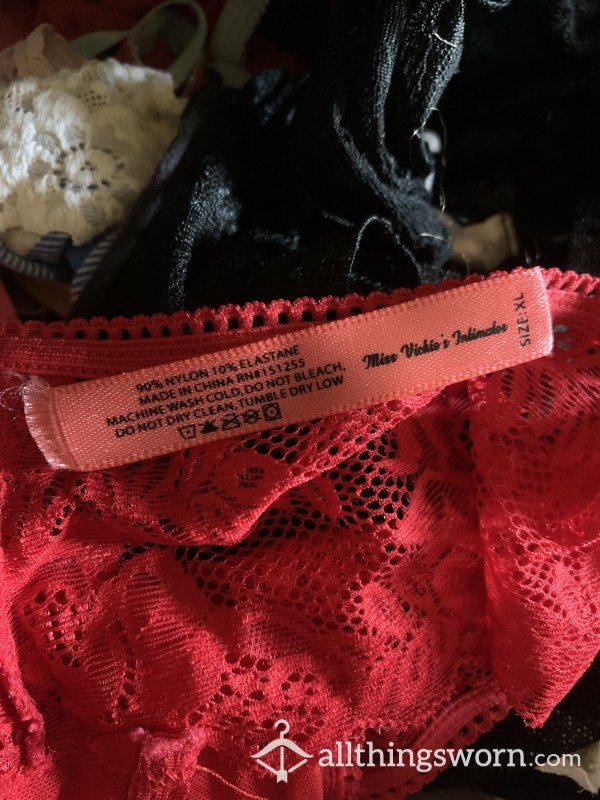 90% NYLON 10% ELASTANE
MADE IN CHINA RN#151255
MACHINE WASH COLD, DO NOT BLEACH,
DO NOT DRY CLEAN, TUMBLE DRY LOW
Miss Vickie's Intimates
SIZE: XL
allthingsworn.com